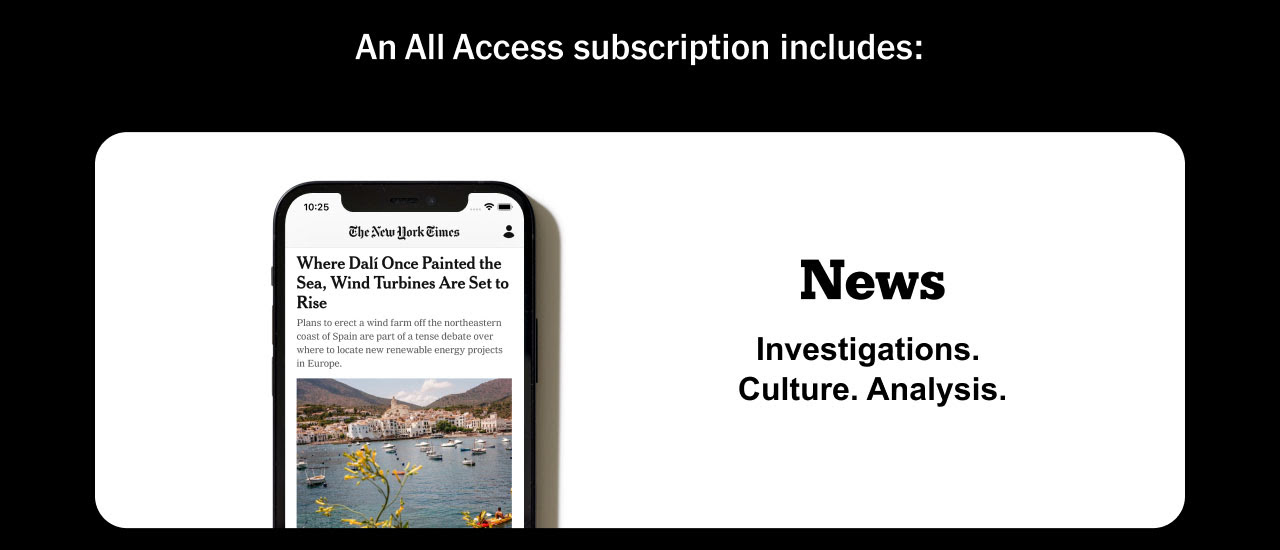 An All Access subscription includes:
10:25
The New York Times
Where Dalí Once Painted the
Sea, Wind Turbines Are Set to
Rise
Plans to erect a wind farm off the northeastern
coast of Spain are part of a tense debate over
where to locate new renewable energy projects
in Europe.
News
Investigations.
Culture. Analysis.